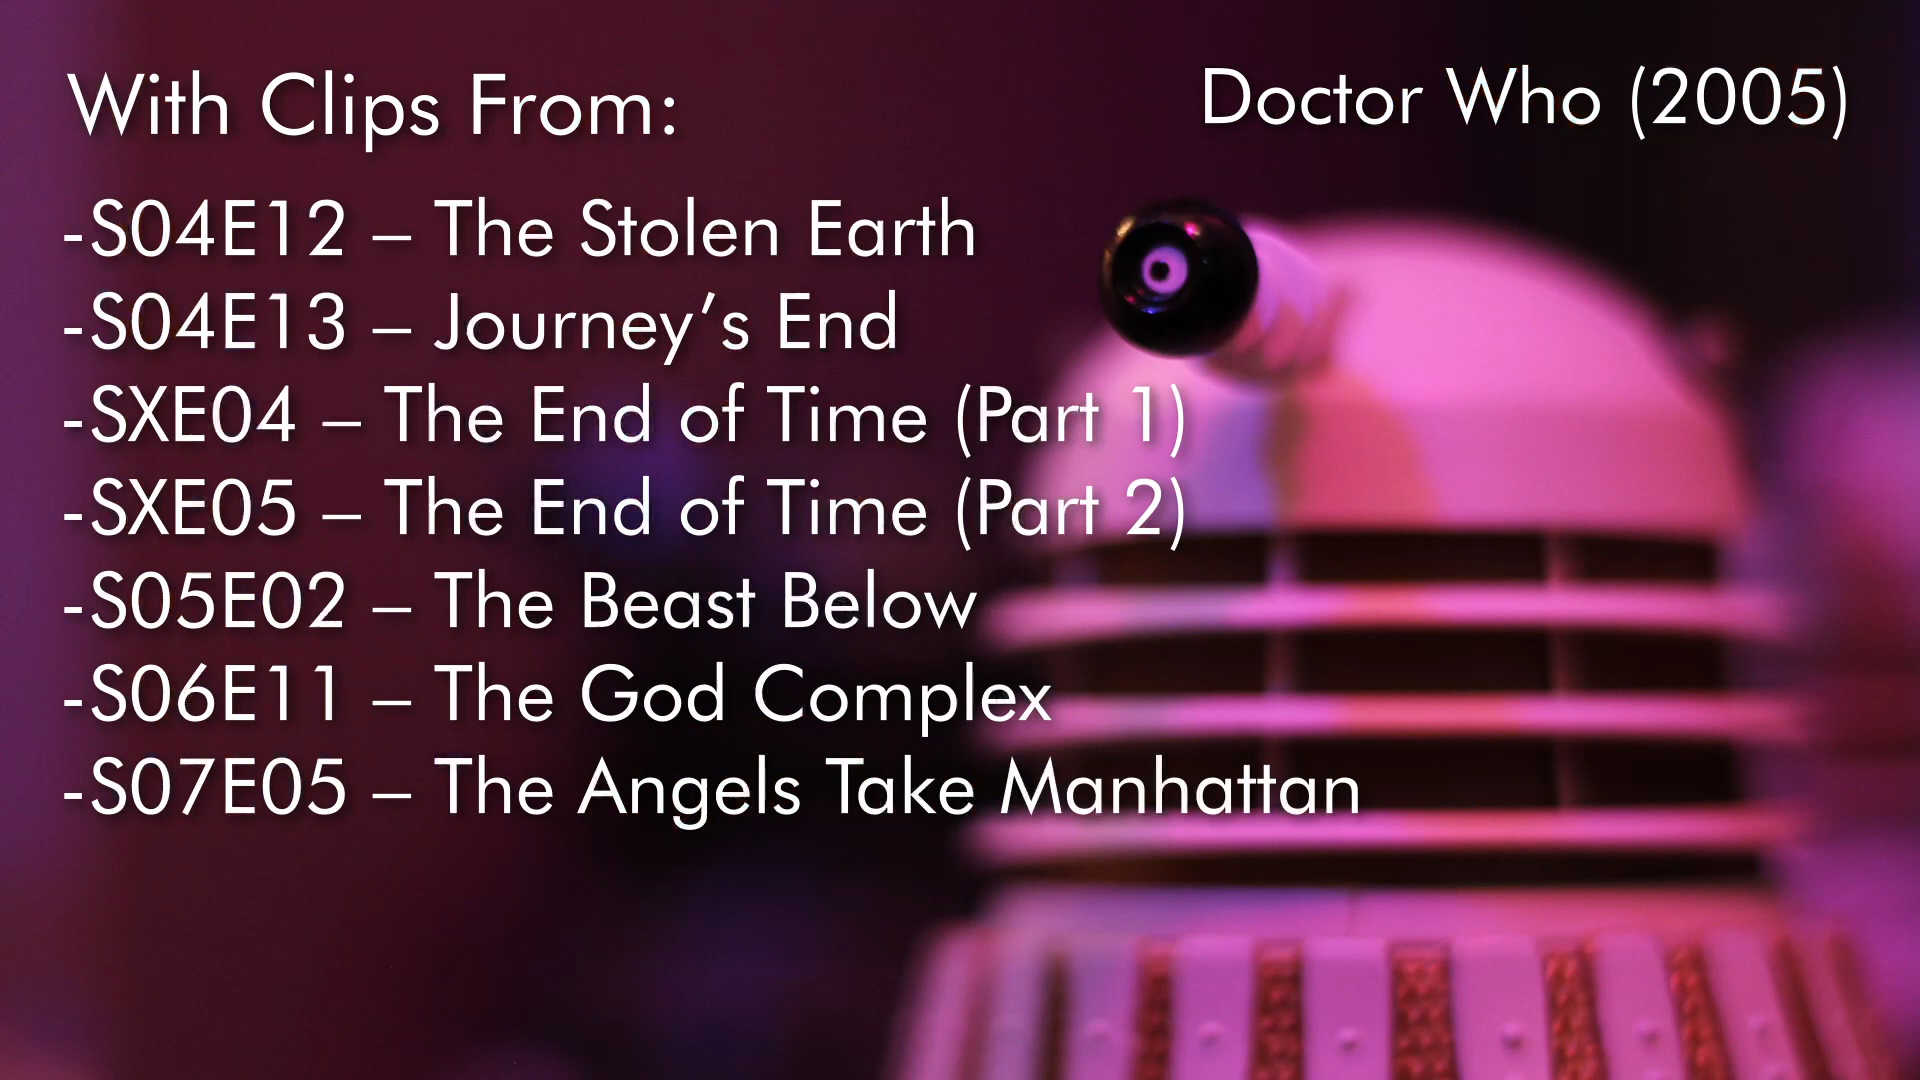 With Clips From:
Doctor Who (2005)
-S04E12 – The Stolen Earth
-S04E13 – Journey’s End
-SXE04 – The End of Time (Part 1)
-SXE05 – The End of Time (Part 2)
-S05E02 – The Beast Below
-S06E11 – The God Complex
-S07E05 – The Angels Take Manhattan